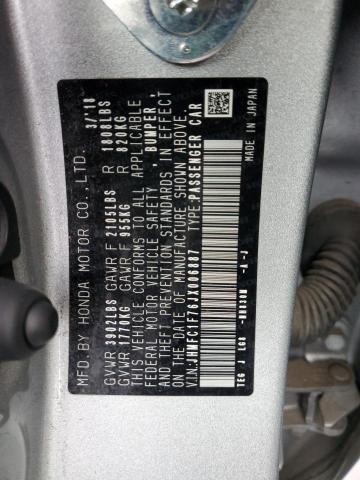 MFD BY HONDA MOTOR CO., LTD. 3/18
GVWR 3902LBS GAWR F 2105LBS R 1808LBS
GVWR 1770KG GAWR F 955KG R 820KG
THIS VEHICLE CONFORMS TO ALL APPLICABLE
FEDERAL MOTOR VEHICLE SAFETY, BUMPER,
AND THEFT PREVENTION STANDARDS IN EFFECT
ON THE DATE OF MANUFACTURE SHOWN ABOVE.
V.I.N.:JHMFC1F76JX006887 TYPE:PASSENGER CAR
MADE IN JAPAN
TEG J LG8
-A-J